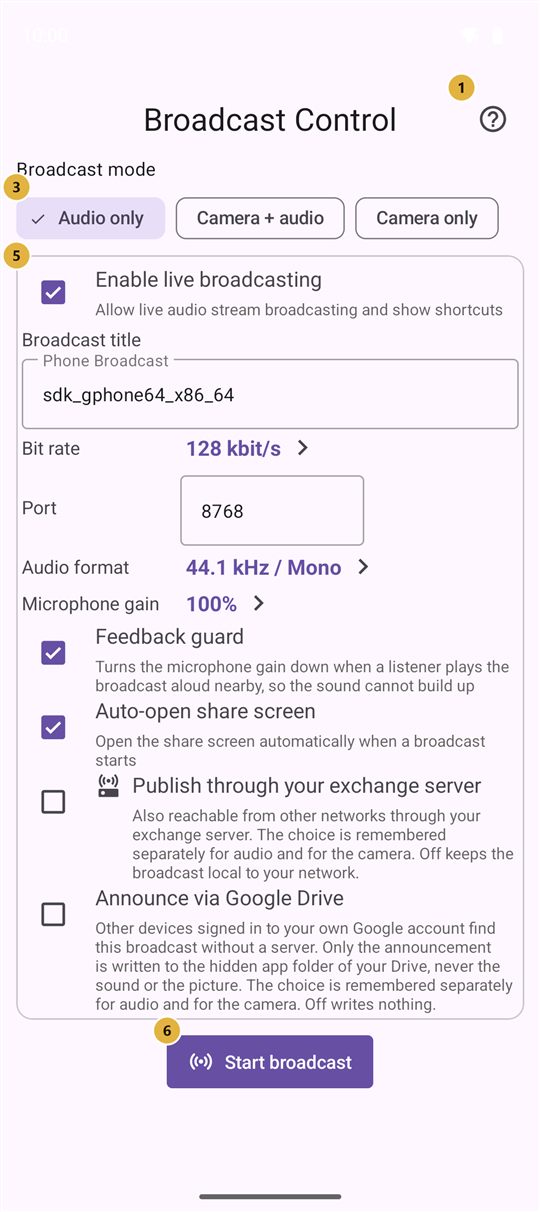 10:00
1
Broadcast Control
Broadcast mode
3
Audio only
Camera + audio
Camera only
5
Enable live broadcasting
Allow live audio stream broadcasting and show shortcuts
Broadcast title
Phone Broadcast
sdk_gphone64_x86_64
Bit rate
128 kbit/s
Port
8768
Audio format
44.1 kHz / Mono
Microphone gain
100%
Feedback guard
Turns the microphone gain down when a listener plays the
broadcast aloud nearby, so the sound cannot build up
Auto-open share screen
Open the share screen automatically when a broadcast
starts
Publish through your exchange server
Also reachable from other networks through your
exchange server. The choice is remembered
separately for audio and for the camera. Off keeps the
broadcast local to your network.
Announce via Google Drive
Other devices signed in to your own Google account find
this broadcast without a server. Only the announcement
is written to the hidden app folder of your Drive, never the
sound or the picture. The choice is remembered separately
for audio and for the camera. Off writes nothing.
6
Start broadcast